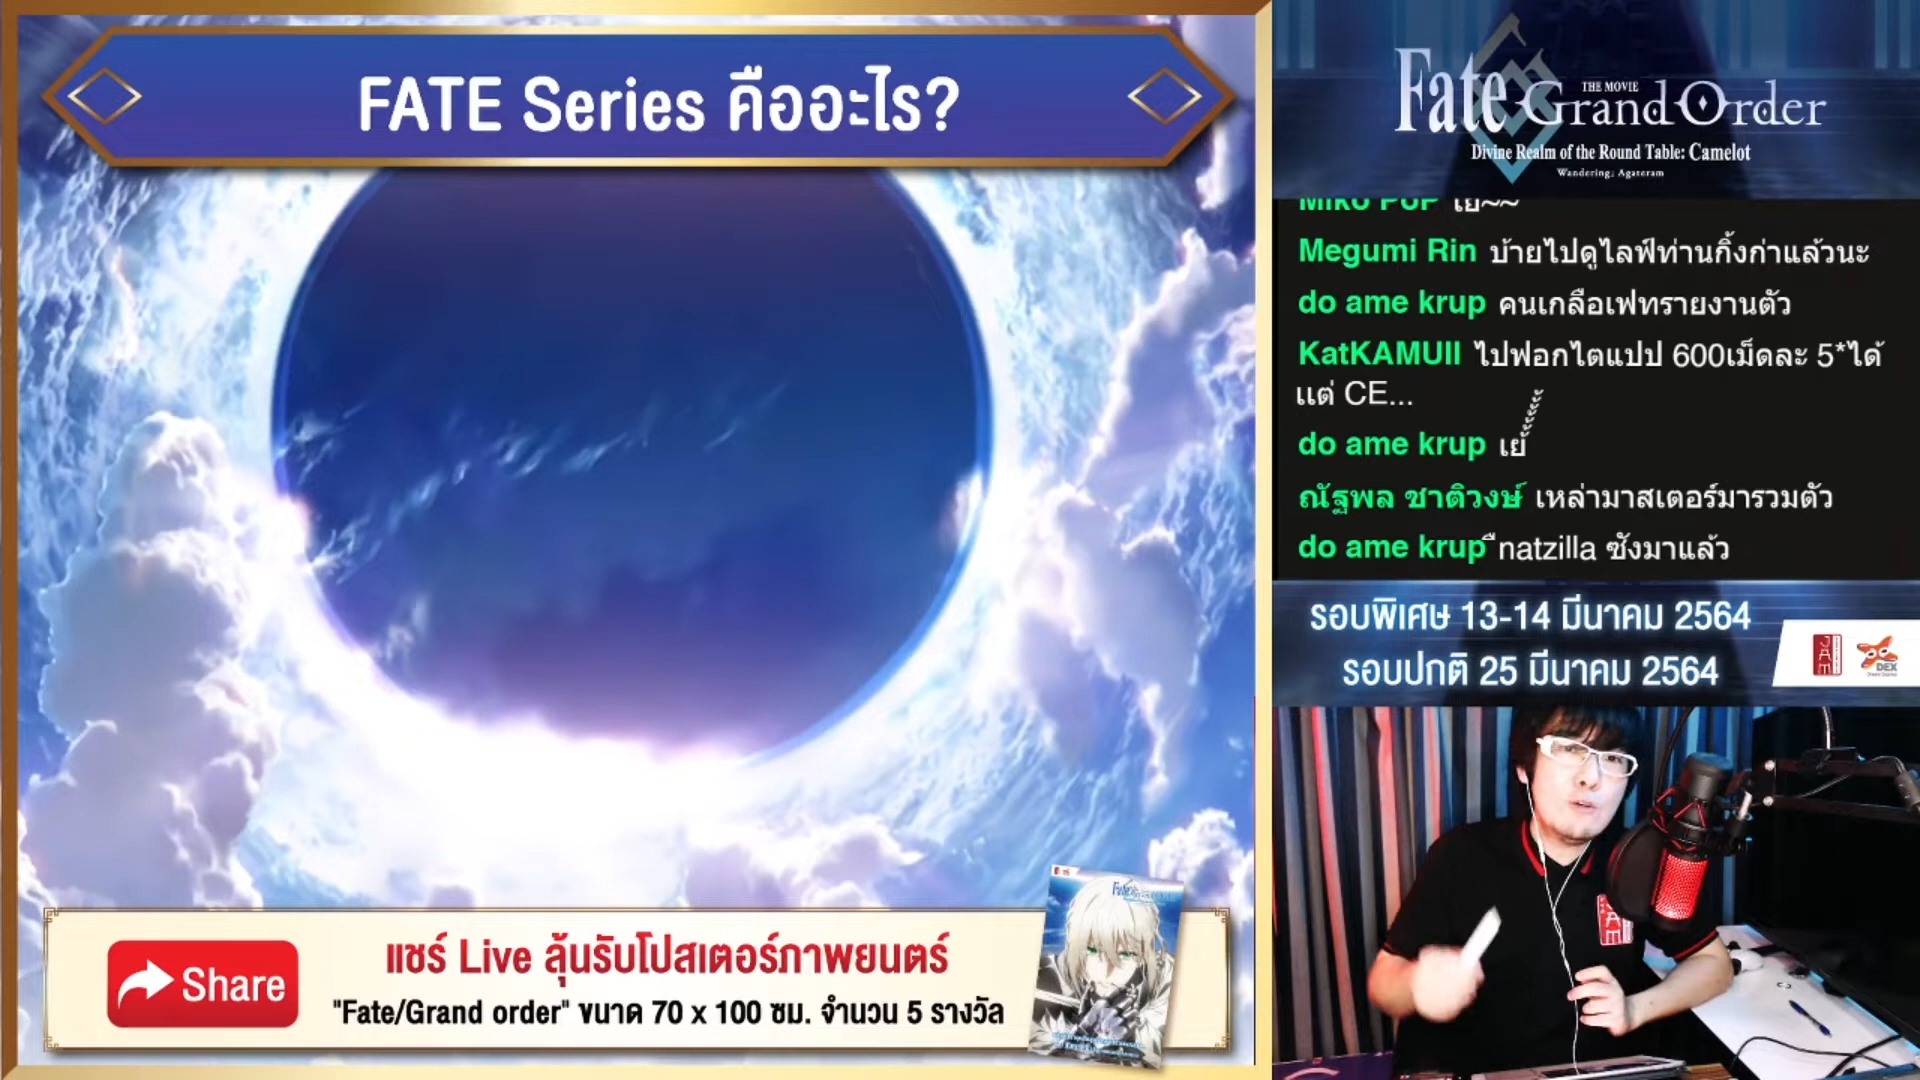 FATE Series คืออะไร?
Fate
THE MOVIE
Grand Order
Divine Realm of the Round Table: Camelot
Wandering; Agateram
Miko PoP เย~~
Megumi Rin บ้ายไปดูไลฟ์ท่านกิ้งก่าแล้วนะ
do ame krup คนเกลือเฟทรายงานตัว
KatKAMUII ไปฟอกไตแปป 600เม็ดละ 5*ได้
แต่ CE...
do ame krup เย้
ณัฐพล ชาติวงษ์ เหล่ามาสเตอร์มารวมตัว
do ame krup ืnatzilla ซังมาแล้ว
รอบพิเศษ 13-14 มีนาคม 2564
รอบปกติ 25 มีนาคม 2564
JAM
DEX
Share
แชร์ Live ลุ้นรับโปสเตอร์ภาพยนตร์
"Fate/Grand order" ขนาด 70 x 100 ซม. จำนวน 5 รางวัล
JAM